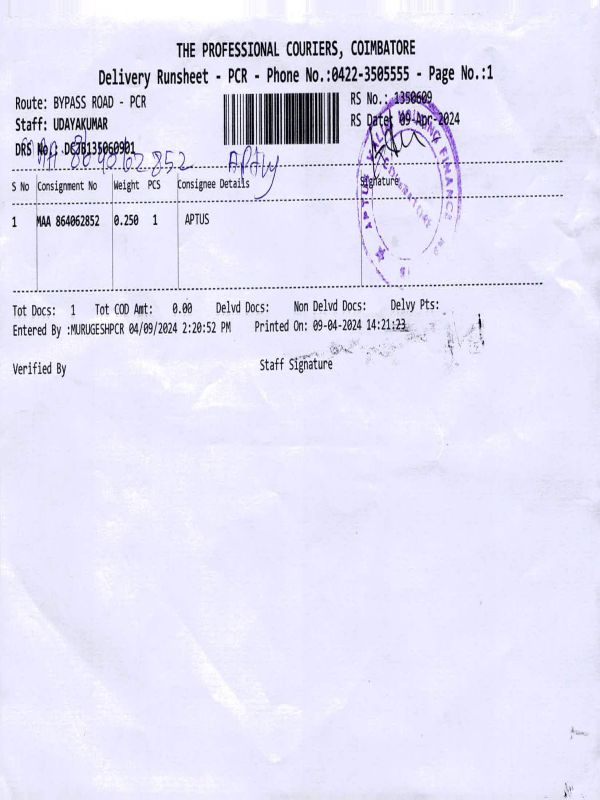 THE PROFESSIONAL COURIERS, COIMBATORE
Delivery Runsheet - PCR - Phone No.:0422-3505555 - Page No.:1
Route: BYPASS ROAD - PCR
RS No.: 1350609
Staff: UDAYAKUMAR
RS Date: 09-Apr-2024
DRS No.:
864062852
S No Consignment No Weight PCS Consignee Details Signature
1 MAA 864062852 0.250 1 APTUS
APTUS VALUE HOUSING FINANCE
COIMBATORE
Tot Docs: 1 Tot COD Amt: 0.00 Delvd Docs: Non Delvd Docs: Delvy Pts:
Entered By :MURUGESHPCR 04/09/2024 2:20:52 PM Printed On: 09-04-2024 14:21:23
Verified By Staff Signature